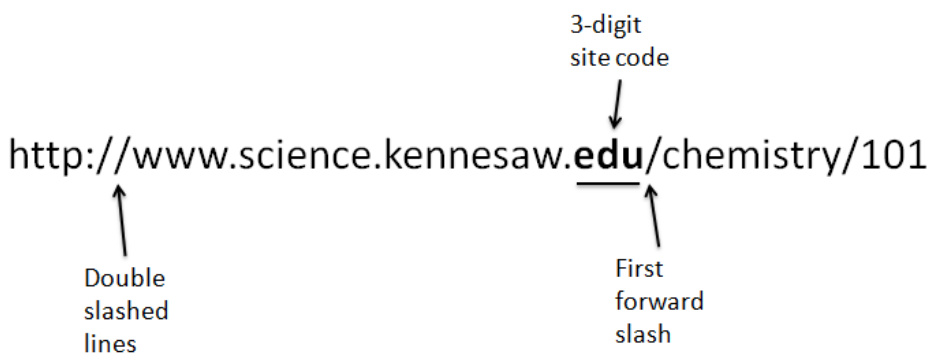 3-digit
site code
http://www.science.kennesaw.edu/chemistry/101
Double
slashed
lines
First
forward
slash